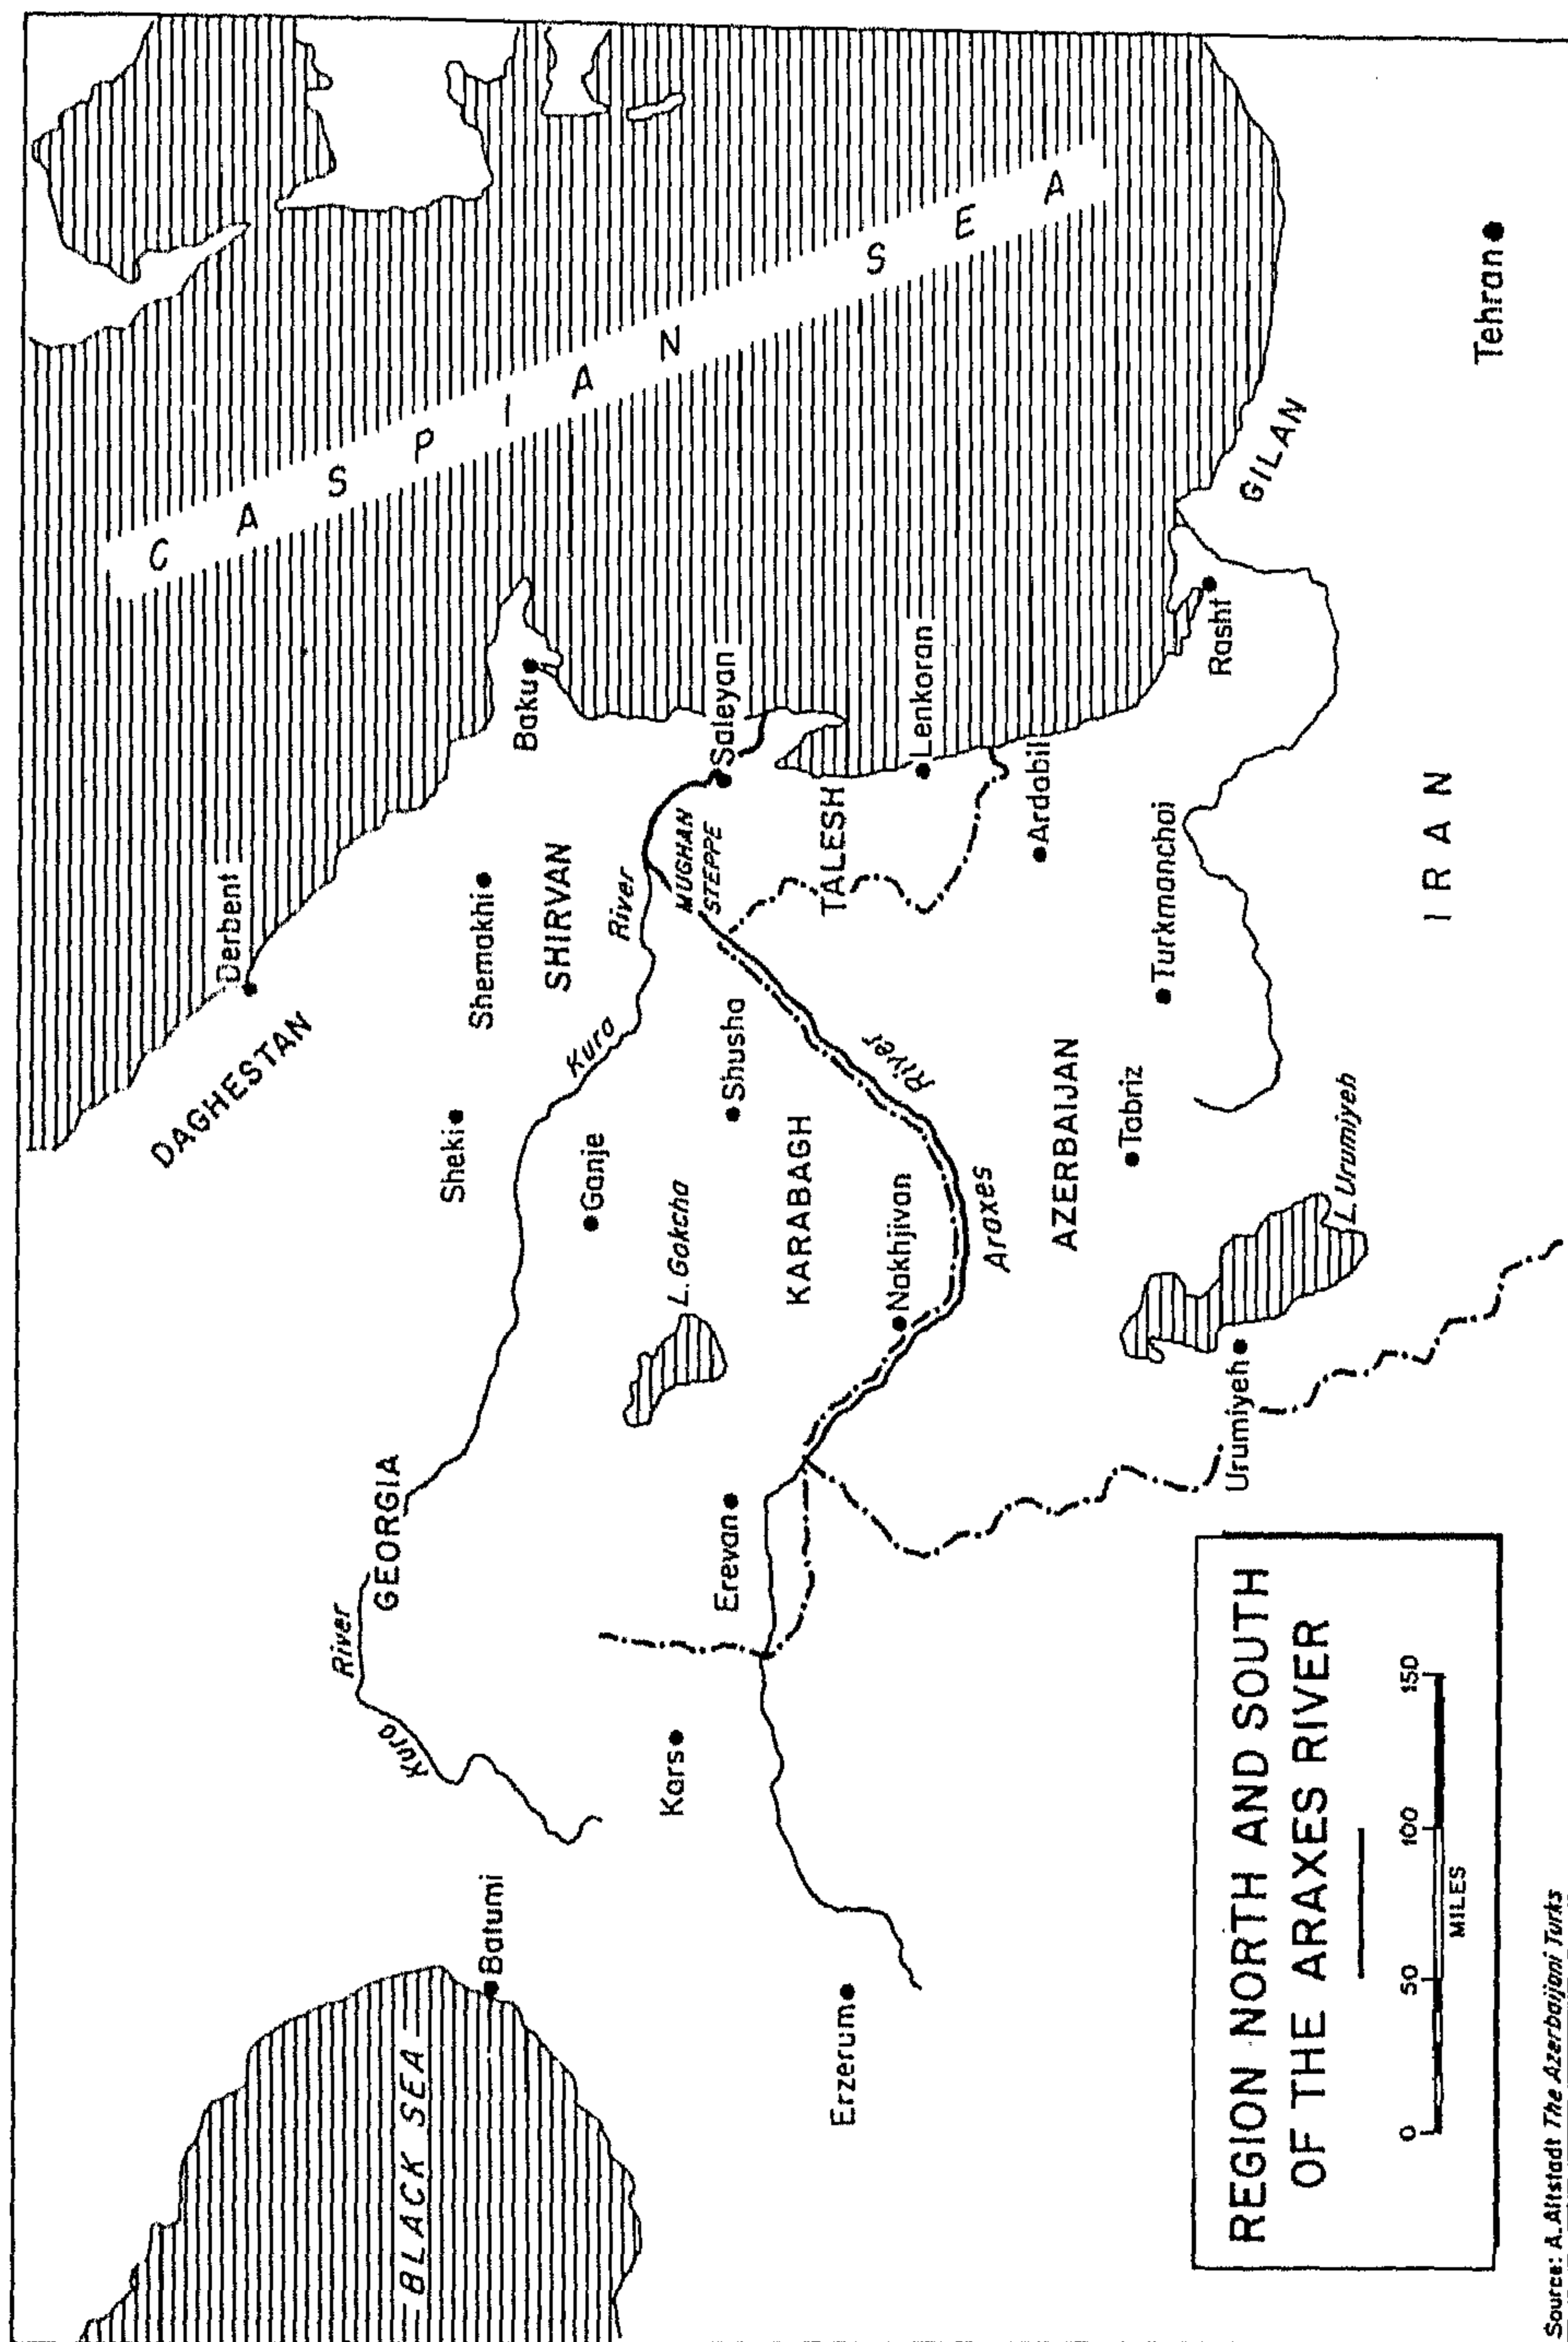 BLACK SEA
CASPIAN SEA
DAGHESTAN
Derbent
GEORGIA
Kura
River
Batumi
Sheki
Shemakhi
SHIRVAN
Baku
Kura
River
Ganje
L. Gokcha
MUGHAN
STEPPE
Saleyan
Kars
Erevan
Shusha
KARABAGH
TALESH
Erzerum
Nakhjivan
Lenkoran
Araxes
River
Ardabil
AZERBAIJAN
Tabriz
Turkmanchai
Urumiyeh
L. Urumiyeh
Rasht
GILAN
IRAN
Tehran
REGION NORTH AND SOUTH
OF THE ARAXES RIVER
0 50 100 150
MILES
Source: A. Altstadt The Azerbaijani Turks